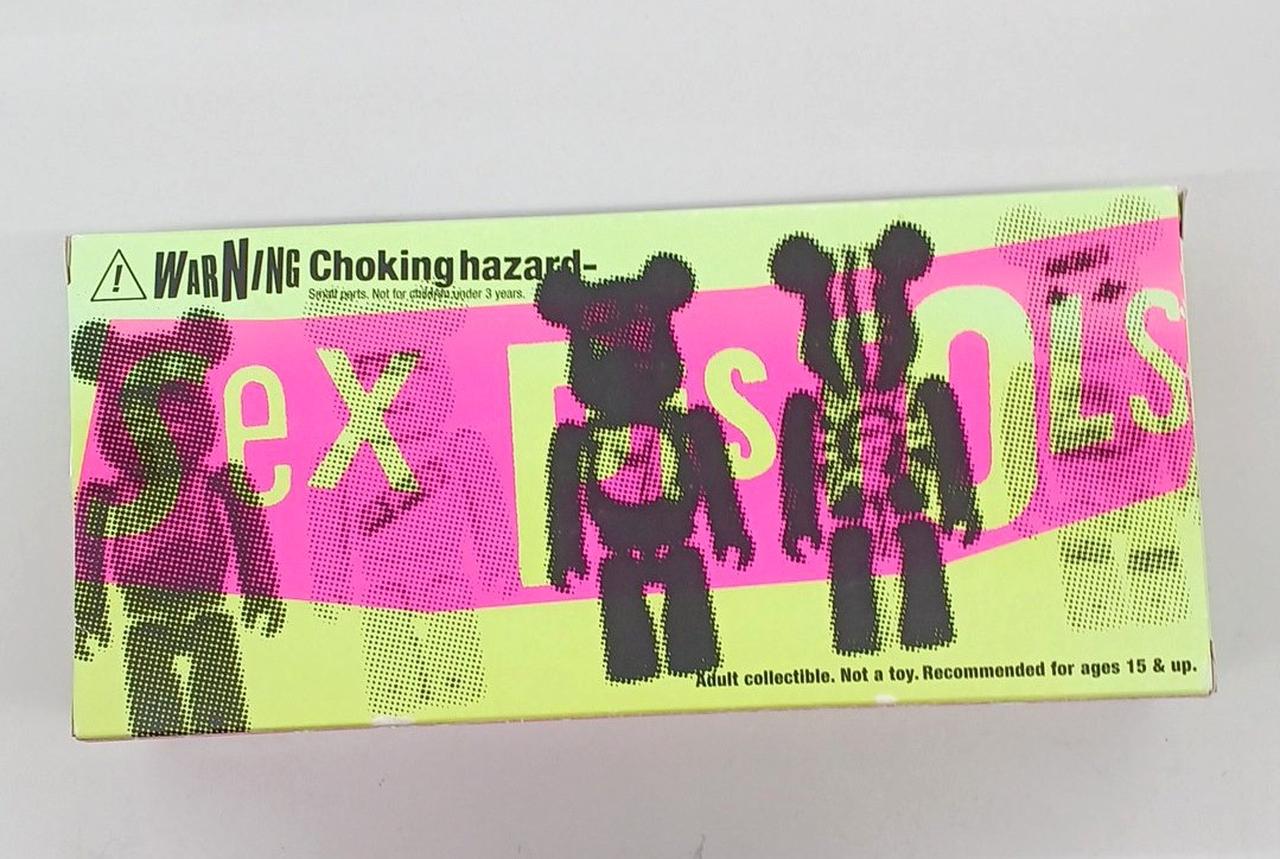 WARNING Choking hazard-
Small parts. Not for children under 3 years.
Sex PisTOLS
Adult collectible. Not a toy. Recommended for ages 15 & up.